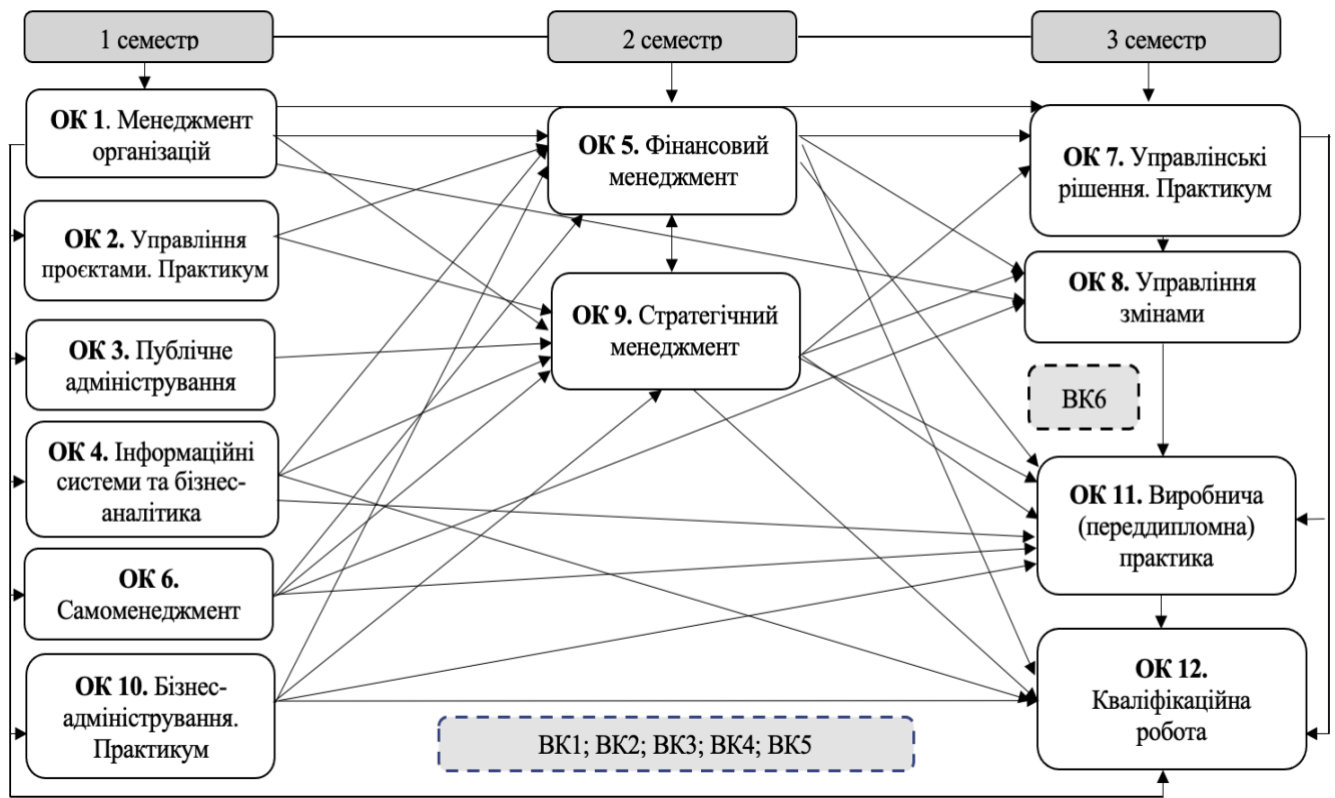 1 семестр
2 семестр
3 семестр
ОК 1. Менеджмент
організацій
ОК 2. Управління
проєктами. Практикум
ОК 3. Публічне
адміністрування
ОК 4. Інформаційні
системи та бізнес-
аналітика
ОК 6.
Самоменеджмент
ОК 10. Бізнес-
адміністрування.
Практикум
ОК 5. Фінансовий
менеджмент
ОК 9. Стратегічний
менеджмент
ВК1; ВК2; ВК3; ВК4; ВК5
ОК 7. Управлінські
рішення. Практикум
ОК 8. Управління
змінами
ВК6
ОК 11. Виробнича
(переддипломна)
практика
ОК 12.
Кваліфікаційна
робота